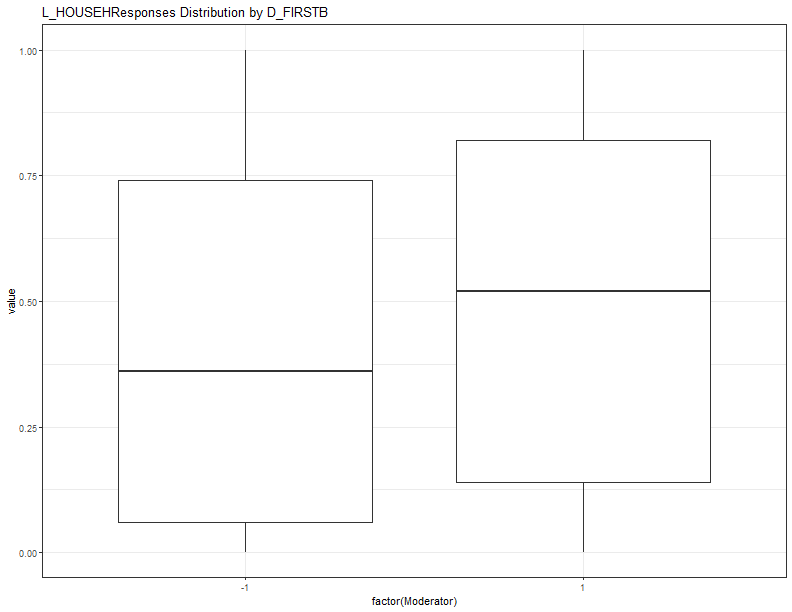 L_HOUSEHResponses Distribution by D_FIRSTB
1.00
0.75
0.50
0.25
0.00
value
-1
1
factor(Moderator)